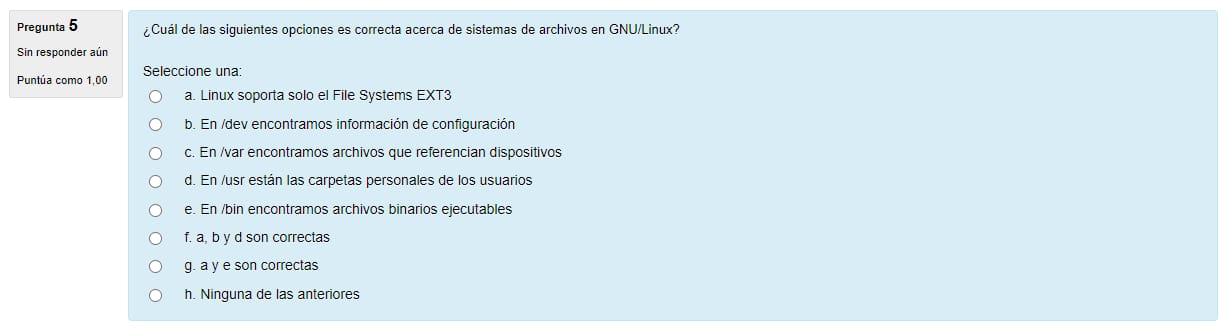 Pregunta 5
Sin responder aún
Puntúa como 1,00
¿Cuál de las siguientes opciones es correcta acerca de sistemas de archivos en GNU/Linux?
Seleccione una:
a. Linux soporta solo el File Systems EXT3
b. En /dev encontramos información de configuración
c. En /var encontramos archivos que referencian dispositivos
d. En /usr están las carpetas personales de los usuarios
e. En /bin encontramos archivos binarios ejecutables
f. a, b y d son correctas
g. a y e son correctas
h. Ninguna de las anteriores